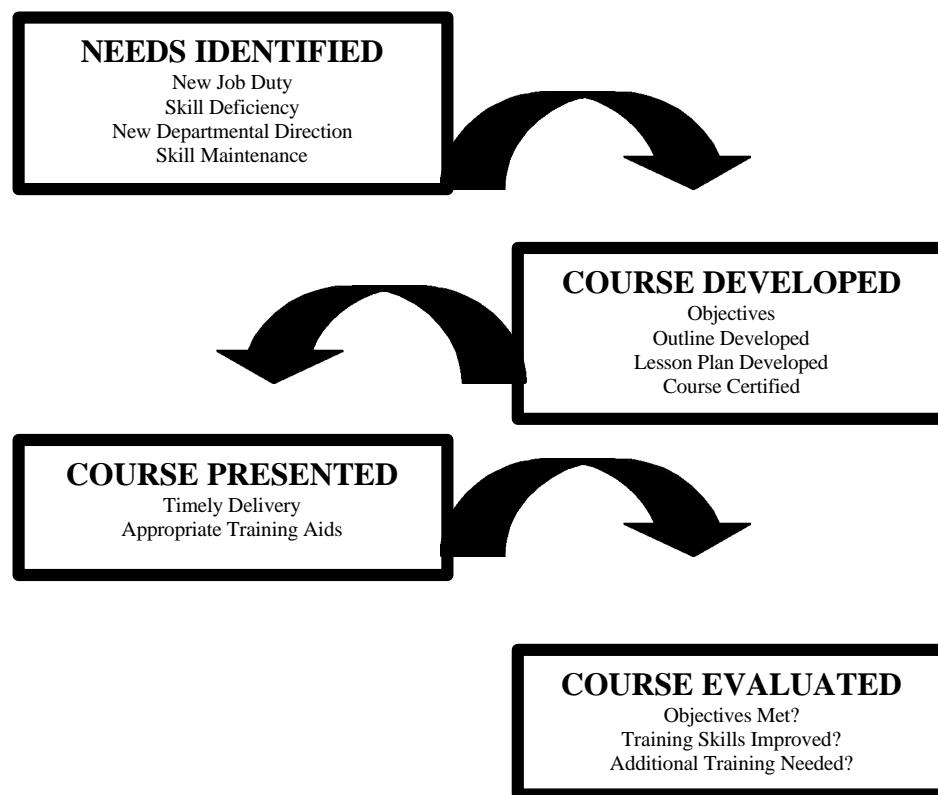 NEEDS IDENTIFIED
New Job Duty
Skill Deficiency
New Departmental Direction
Skill Maintenance
COURSE DEVELOPED
Objectives
Outline Developed
Lesson Plan Developed
Course Certified
COURSE PRESENTED
Timely Delivery
Appropriate Training Aids
COURSE EVALUATED
Objectives Met?
Training Skills Improved?
Additional Training Needed?